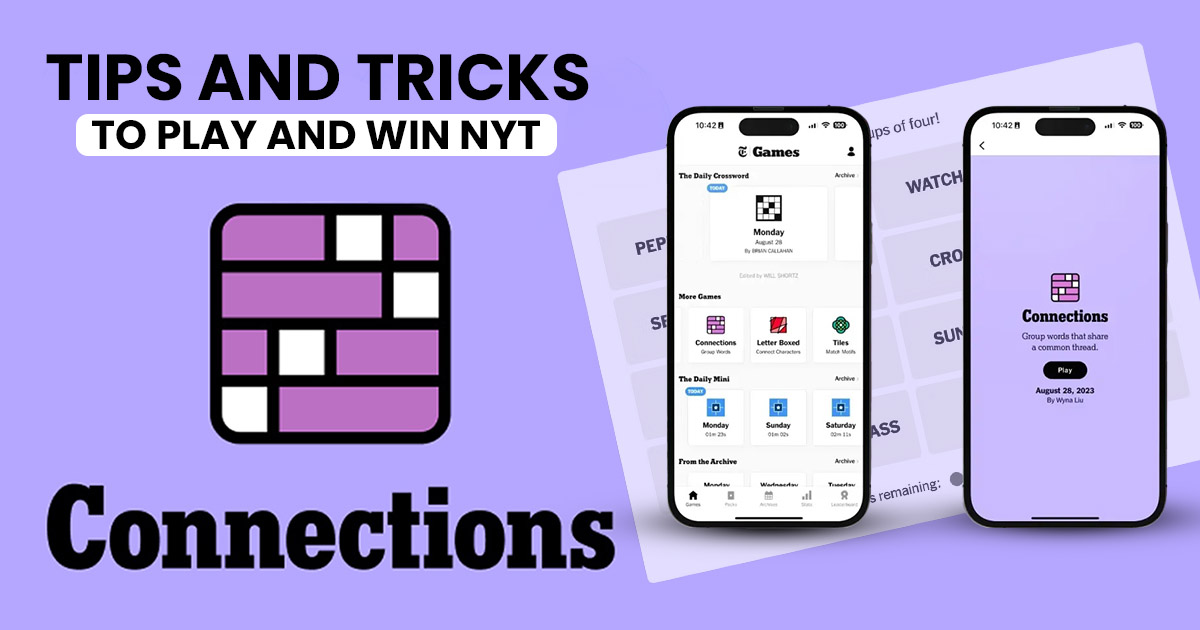 TIPS AND TRICKS
TO PLAY AND WIN NYT
Connections
ups of four!
WATCH
PEP
CRO
SE
SUN
ASS
s remaining:
10:42
100
Games
The Daily Crossword
Archive
TODAY
Monday
August 28
By BRIAN CALLAHAN
Edited by WILL SHORTZ
More Games
Connections
Group Words
Letter Boxed
Connect Characters
Tiles
Match Motifs
The Daily Mini
Archive
TODAY
Monday
01m 23s
Sunday
01m 02s
Saturday
02m 11s
From the Archive
Archive
Monday
Wednesday
Tuesday
Games
Packs
Archives
Stats
Leaderboard
10:42
100
Connections
Group words that share
a common thread.
Play
August 28, 2023
By Wyna Liu